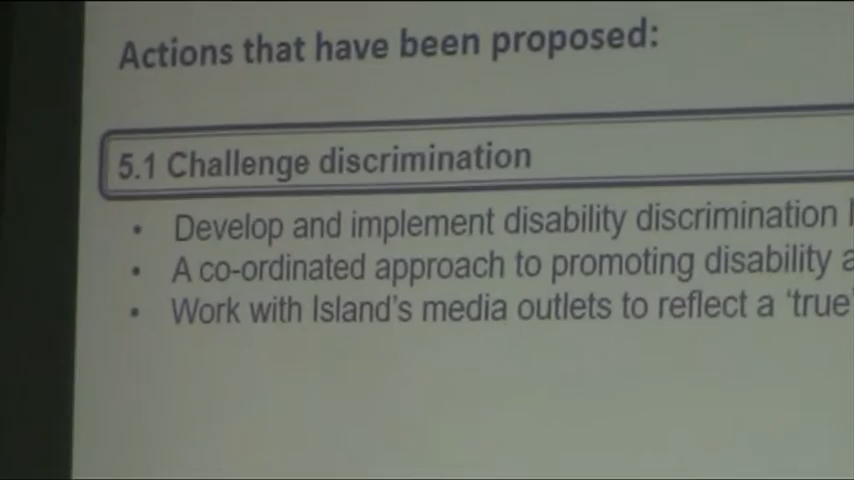 Actions that have been proposed:
5.1 Challenge discrimination
• Develop and implement disability discrimination
• A co-ordinated approach to promoting disability
• Work with Island's media outlets to reflect a 'true'